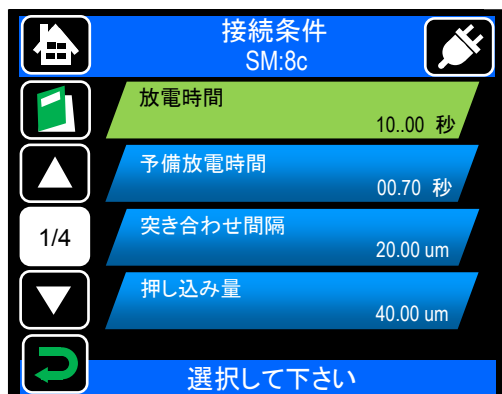 接続条件
SM:8c
放電時間
10..00 秒
予備放電時間
00.70 秒
突き合わせ間隔
20.00 um
1/4
押し込み量
40.00 um
選択して下さい